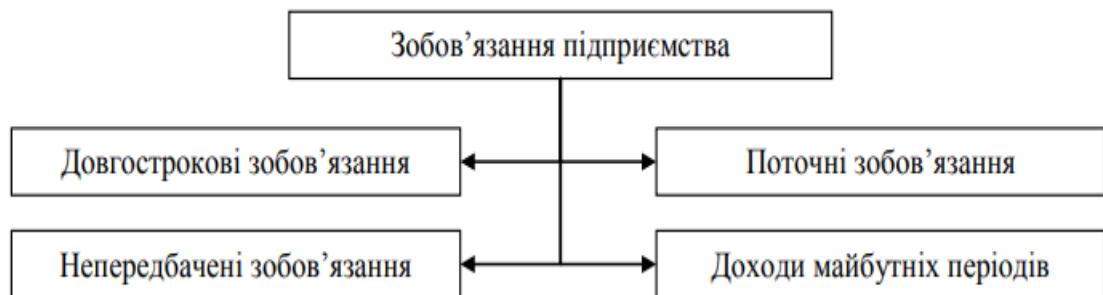 Зобов’язання підприємства
Довгострокові зобов’язання
Поточні зобов’язання
Непередбачені зобов’язання
Доходи майбутніх періодів